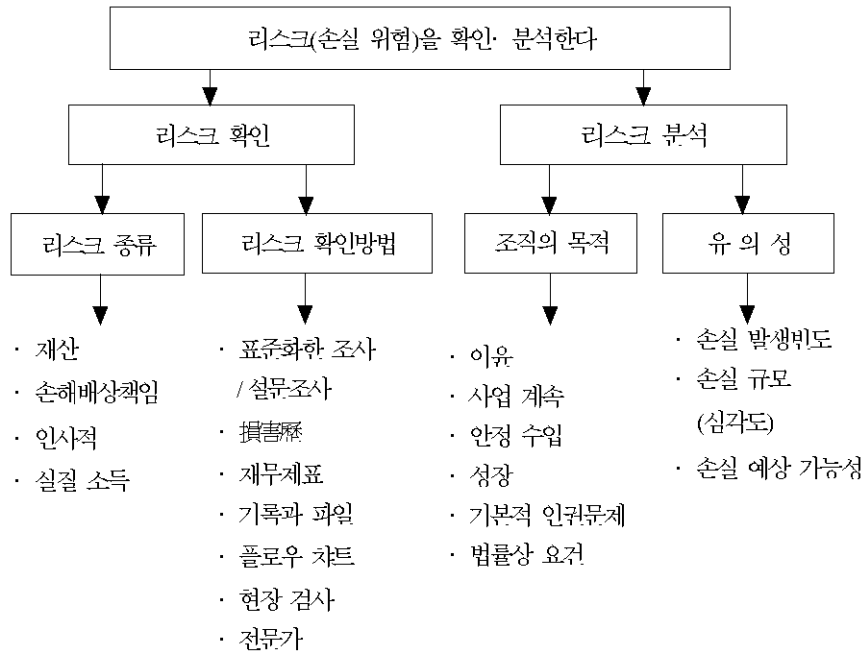 리스크(손실 위험)을 확인· 분석한다
리스크 확인
리스크 분석
리스크 종류
리스크 확인방법
조직의 목적
유 의 성
· 재산
· 손해배상책임
· 인사적
· 실질 소득
· 표준화한 조사
/ 설문조사
· 損害歷
· 재무제표
· 기록과 파일
· 플로우 챠트
· 현장 검사
· 전문가
· 이윤
· 사업 계속
· 안정 수입
· 성장
· 기본적 인권문제
· 법률상 요건
· 손실 발생빈도
· 손실 규모
(심각도)
· 손실 예상 가능성